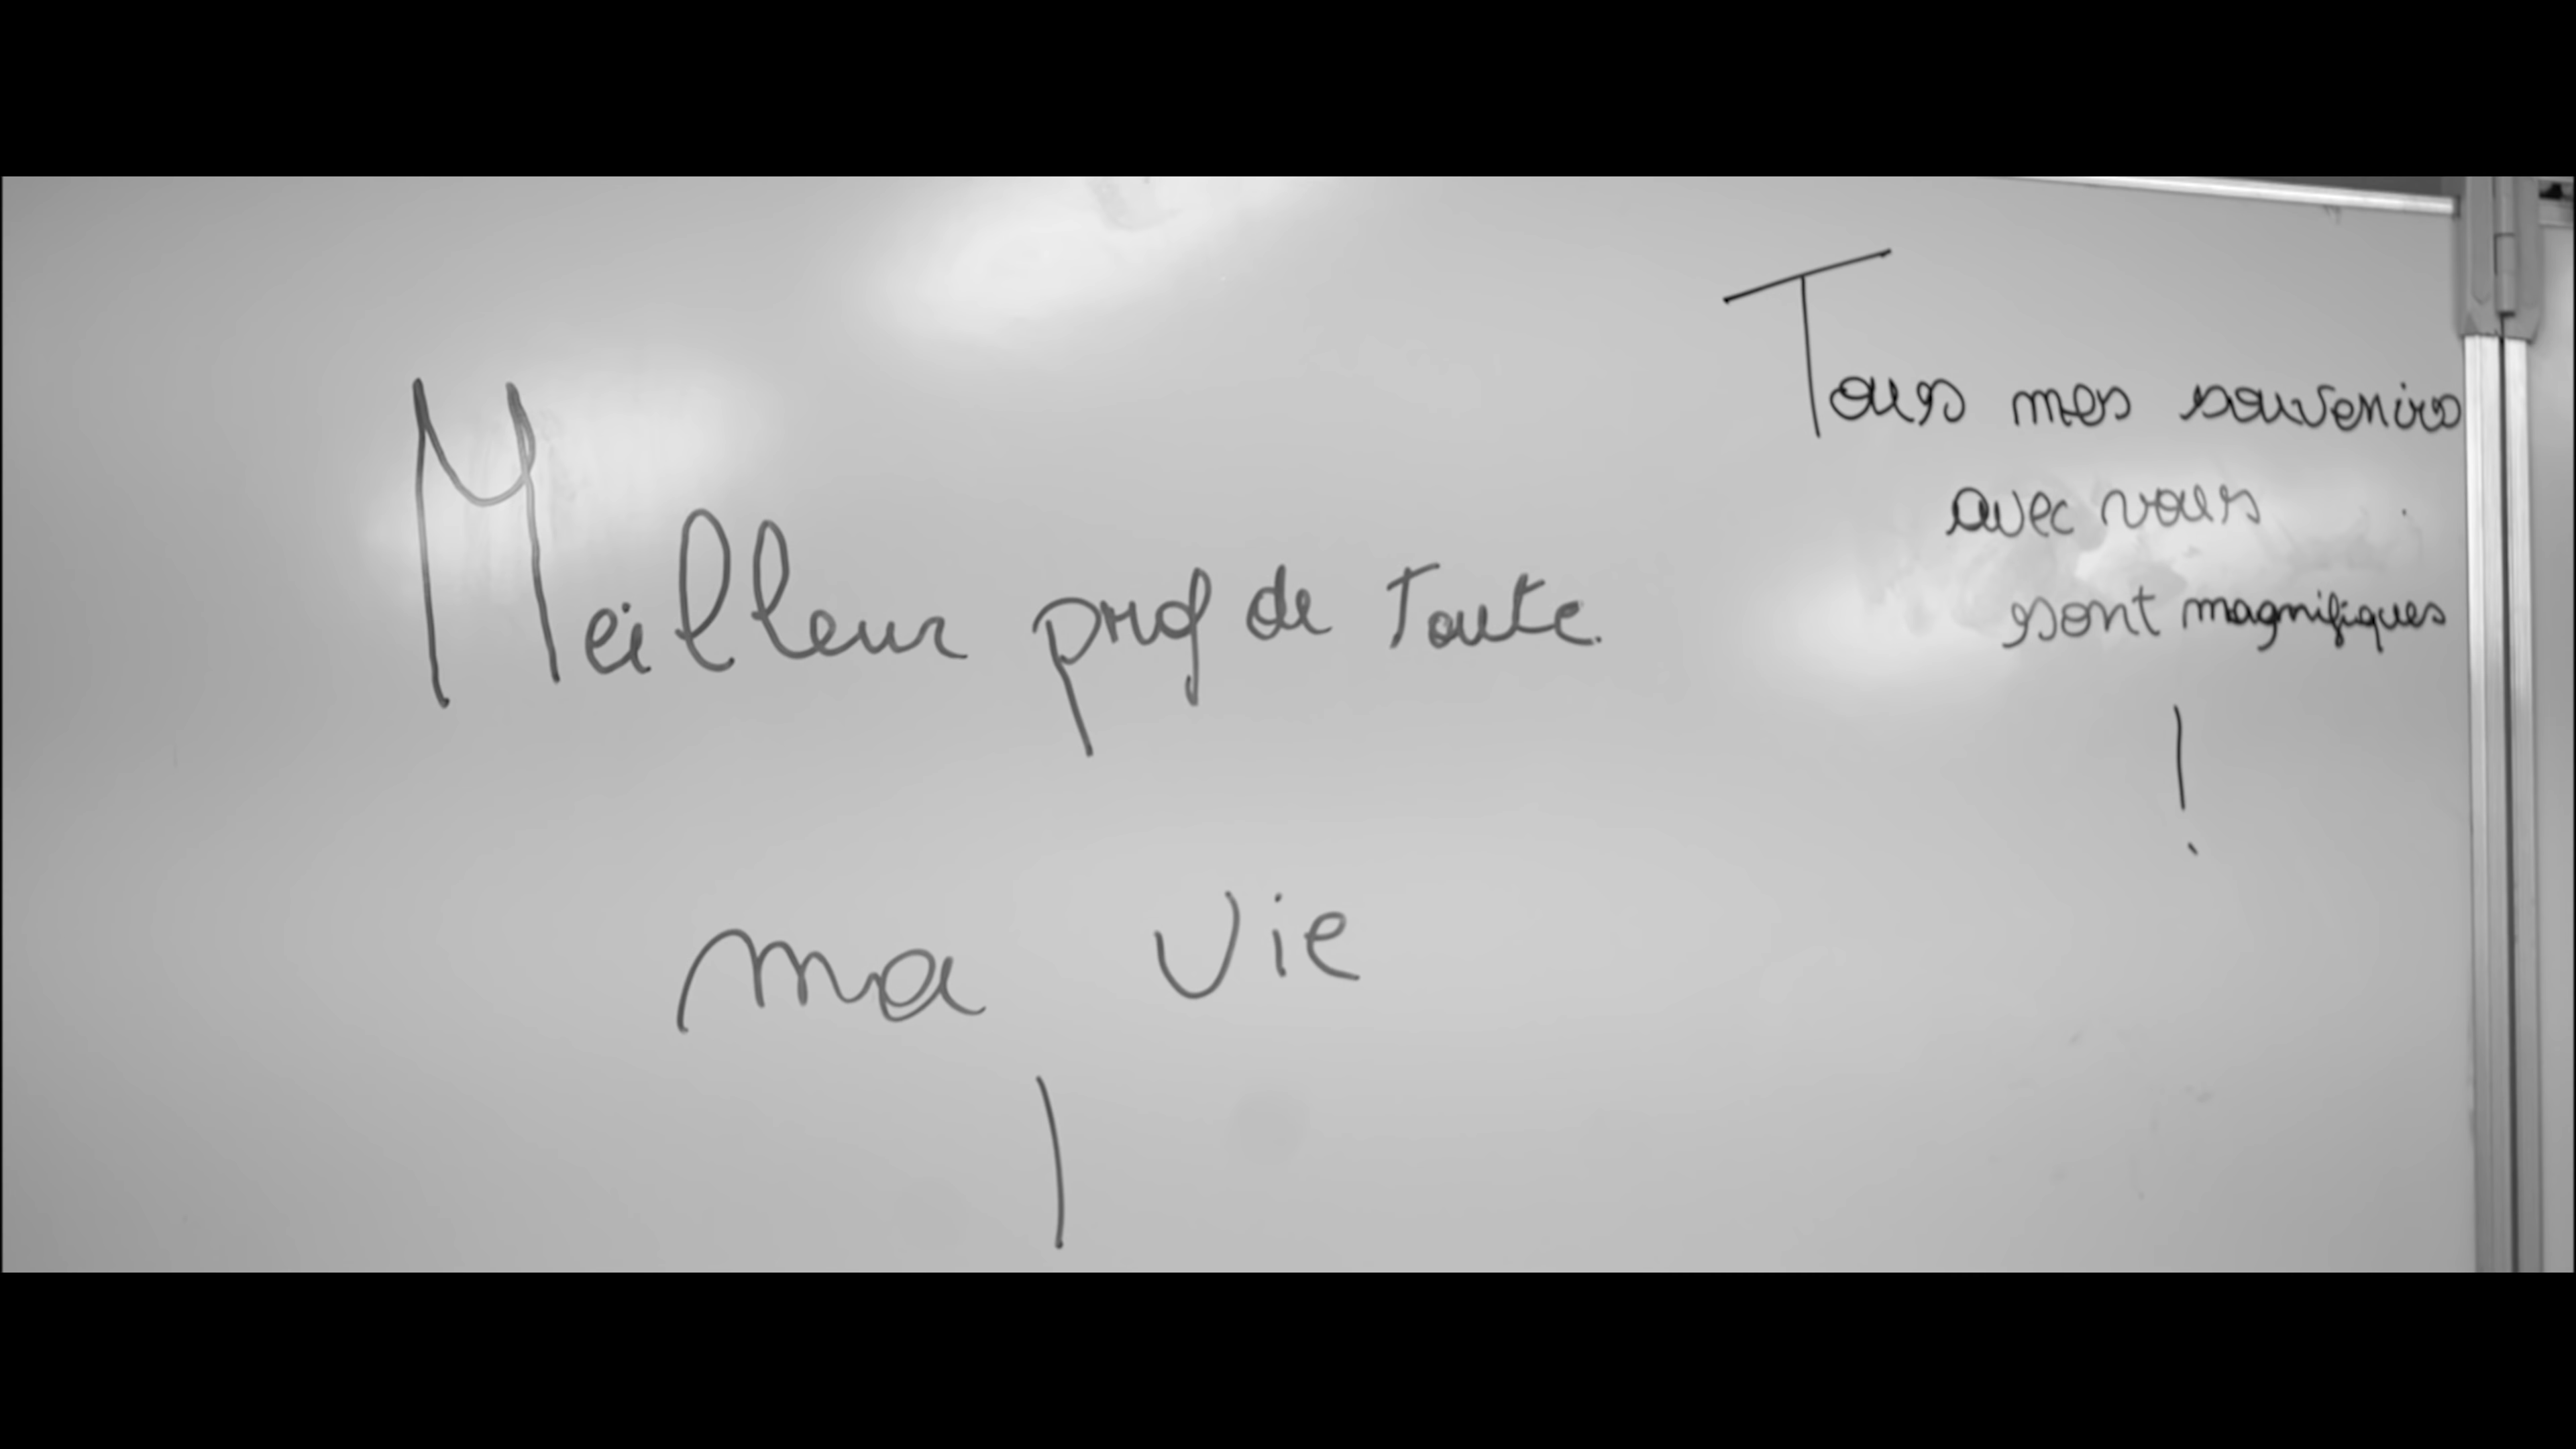 Meilleur prof de toute
ma vie
!
Tous mes souvenirs
avec vous
sont magnifiques
!